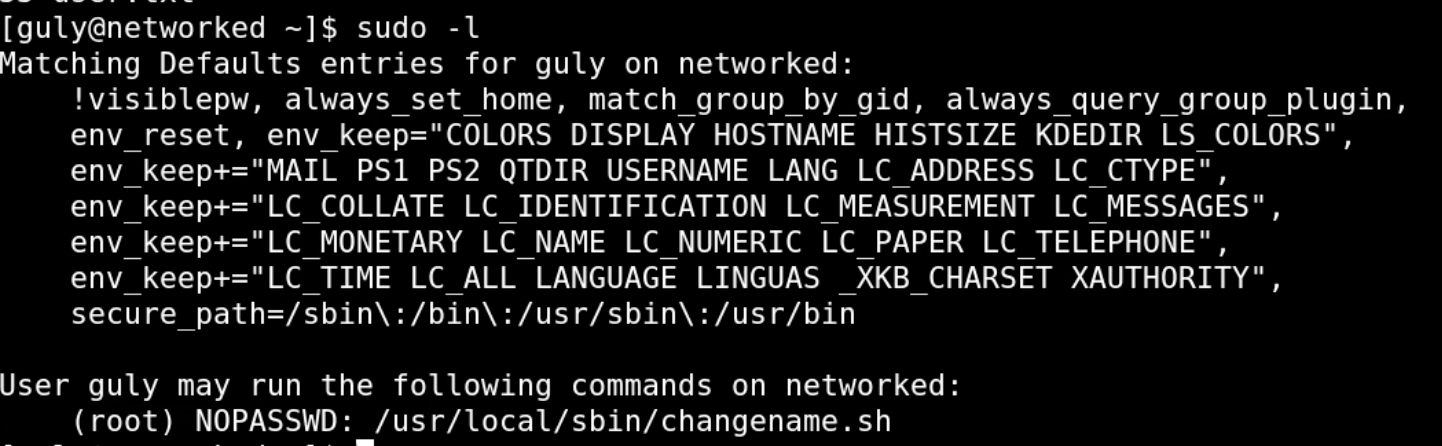 [guly@networked ~]$ sudo -l
Matching Defaults entries for guly on networked:
    !visiblepw, always_set_home, match_group_by_gid, always_query_group_plugin,
    env_reset, env_keep="COLORS DISPLAY HOSTNAME HISTSIZE KDEDIR LS_COLORS",
    env_keep+="MAIL PS1 PS2 QTDIR USERNAME LANG LC_ADDRESS LC_CTYPE",
    env_keep+="LC_COLLATE LC_IDENTIFICATION LC_MEASUREMENT LC_MESSAGES",
    env_keep+="LC_MONETARY LC_NAME LC_NUMERIC LC_PAPER LC_TELEPHONE",
    env_keep+="LC_TIME LC_ALL LANGUAGE LINGUAS _XKB_CHARSET XAUTHORITY",
    secure_path=/sbin\:/bin\:/usr/sbin\:/usr/bin

User guly may run the following commands on networked:
    (root) NOPASSWD: /usr/local/sbin/changename.sh